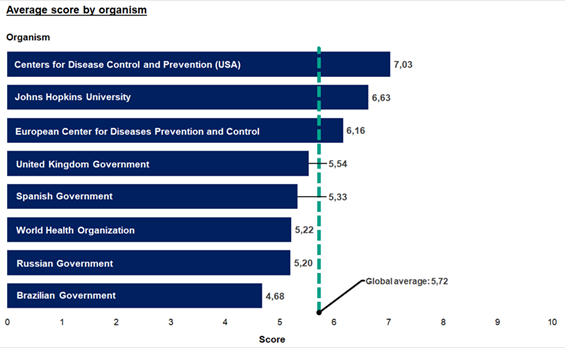 Average score by organism
Organism
Centers for Disease Control and Prevention (USA) 7,03
Johns Hopkins University 6,63
European Center for Diseases Prevention and Control 6,16
United Kingdom Government 5,54
Spanish Government 5,33
World Health Organization 5,22
Russian Government 5,20
Global average: 5,72
Brazilian Government 4,68
0 1 2 3 4 5 6 7 8 9 10
Score